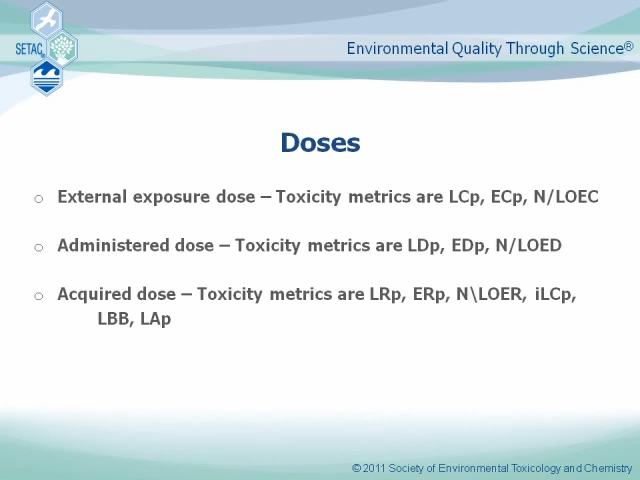 SETAC
Environmental Quality Through Science®
Doses
o External exposure dose – Toxicity metrics are LCp, ECp, N/LOEC
o Administered dose – Toxicity metrics are LDp, EDp, N/LOED
o Acquired dose – Toxicity metrics are LRp, ERp, N\LOER, iLCp,
LBB, LAp
© 2011 Society of Environmental Toxicology and Chemistry